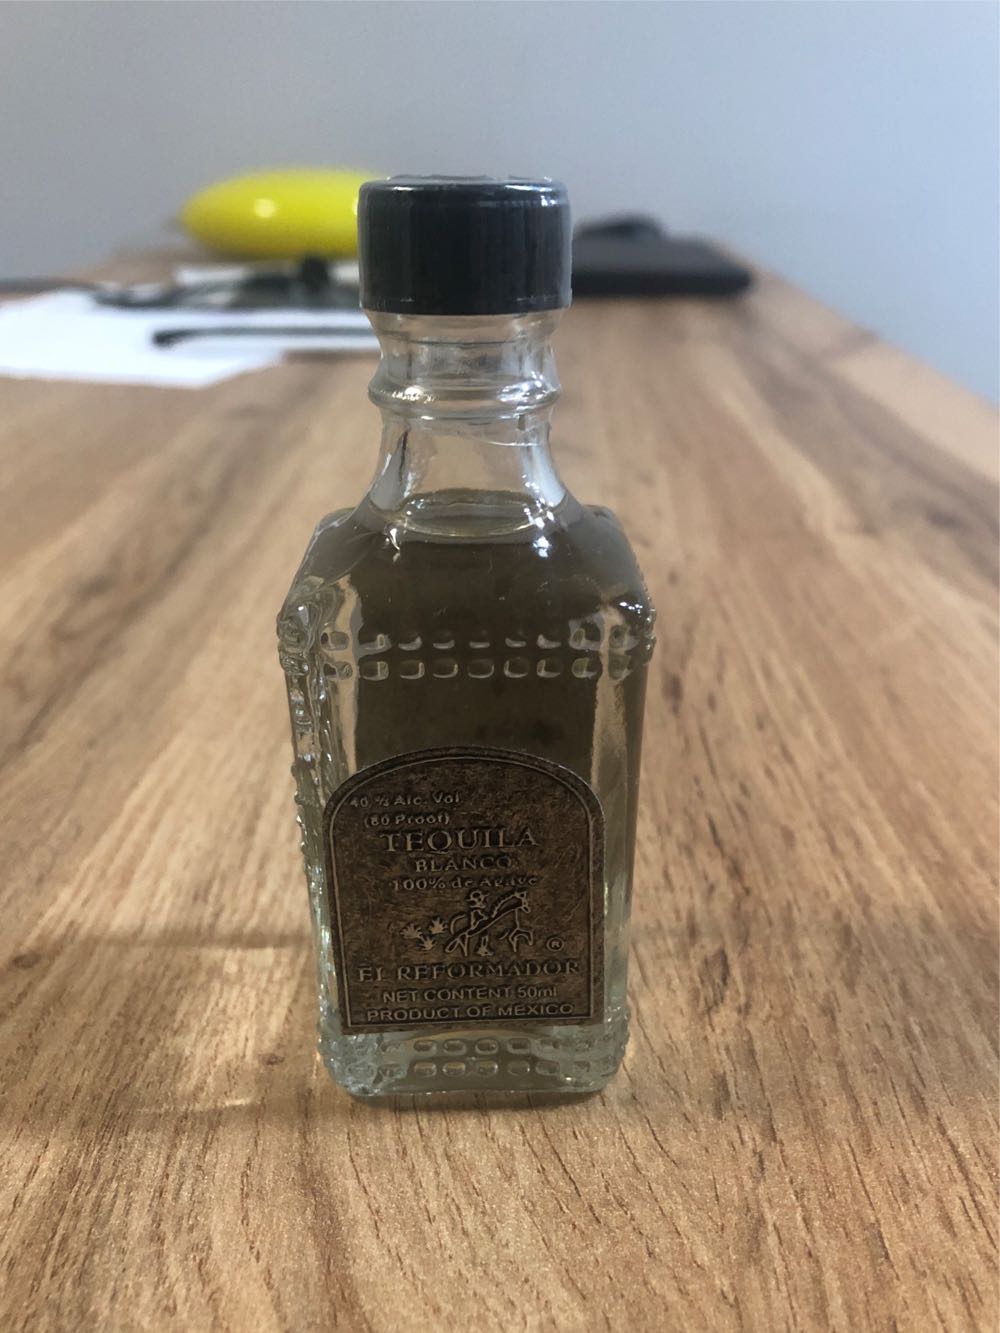 40 % Alc. Vol
(80 Proof)
TEQUILA
BLANCO
100% de Agave
®
EL REFORMADOR
NET CONTENT 50ml
PRODUCT OF MEXICO